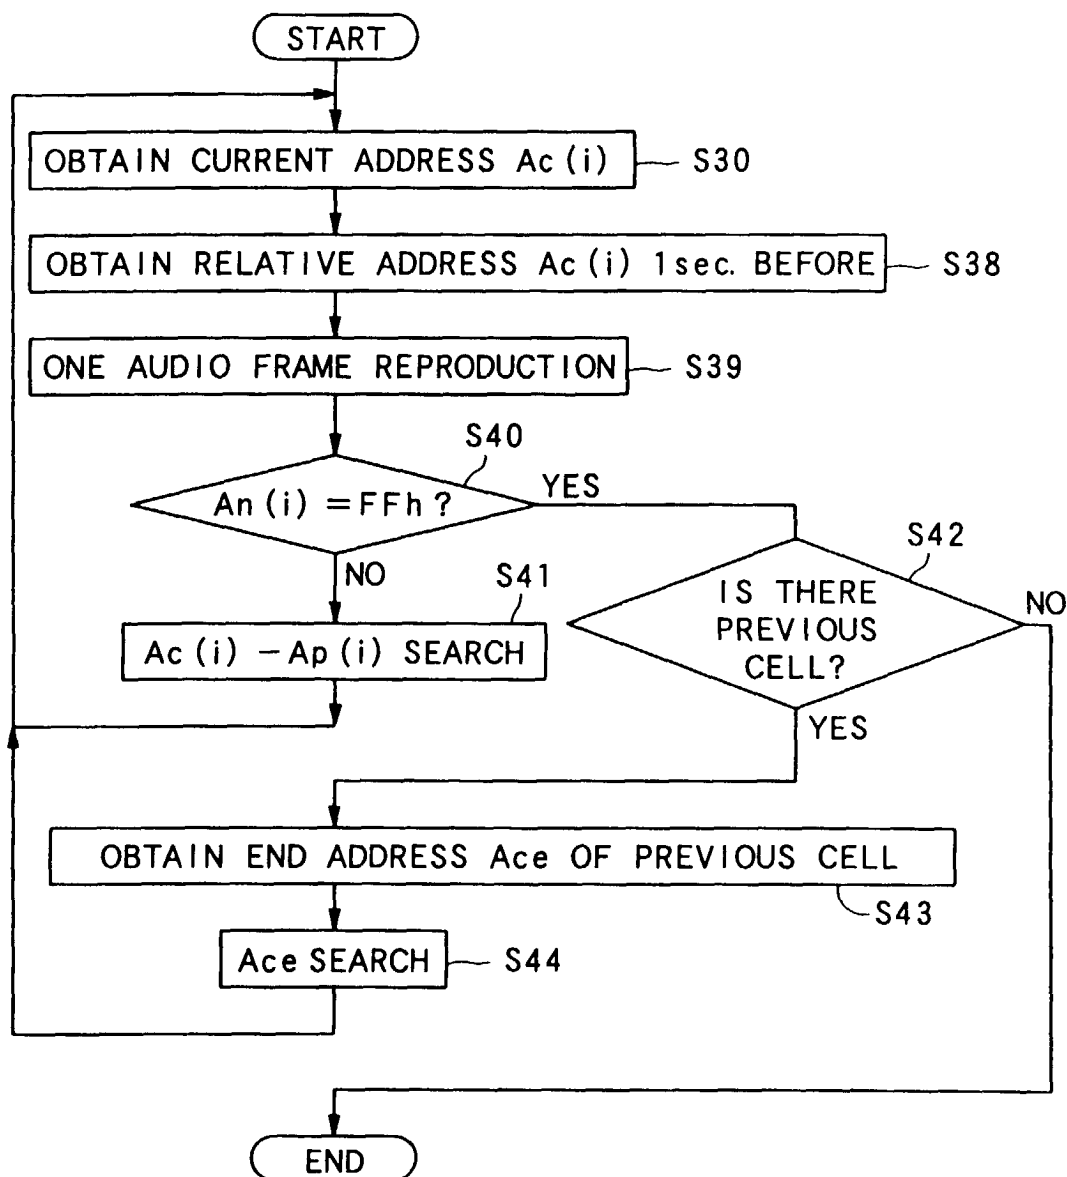 START
OBTAIN CURRENT ADDRESS Ac(i)
S30
OBTAIN RELATIVE ADDRESS Ac(i) 1sec. BEFORE
S38
ONE AUDIO FRAME REPRODUCTION
S39
S40
An(i)=FFh?
YES
NO
S41
Ac(i)-Ap(i) SEARCH
S42
IS THERE
PREVIOUS
CELL?
NO
YES
OBTAIN END ADDRESS Ace OF PREVIOUS CELL
S43
Ace SEARCH
S44
END